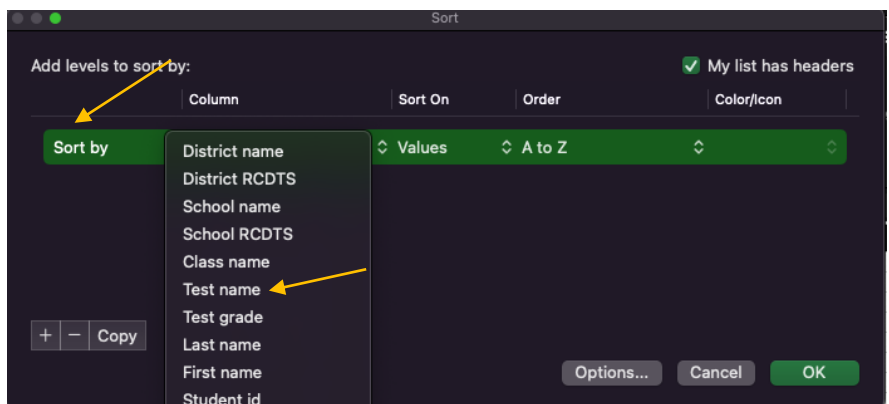 Sort
Add levels to sort by:
My list has headers
Column Sort On Order Color/Icon
Sort by Values A to Z
District name
District RCDTS
School name
School RCDTS
Class name
Test name
Test grade
Last name
First name
Student id
+ − Copy
Options... Cancel OK